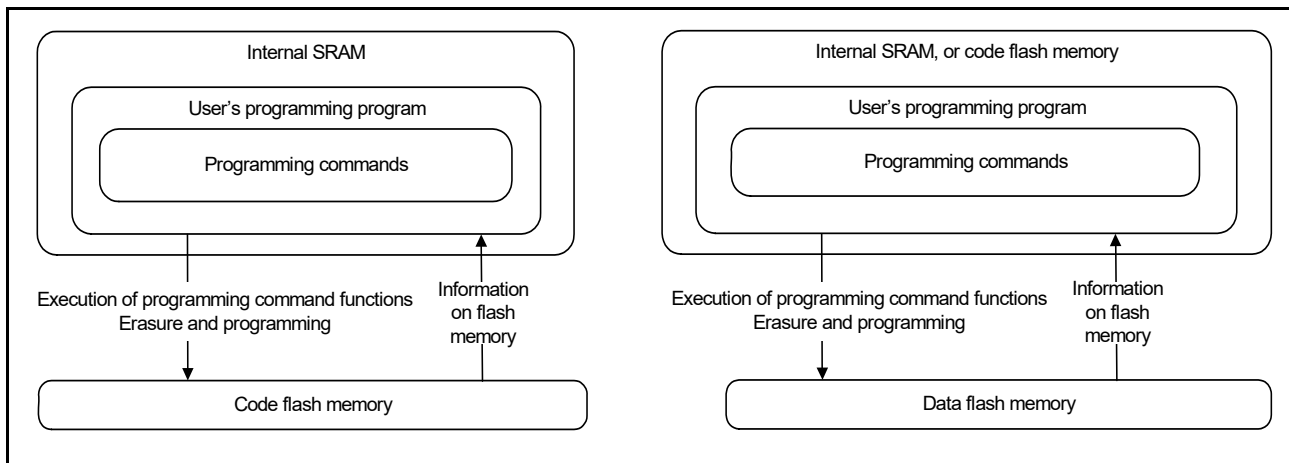 Internal SRAM
User's programming program
Programming commands
Execution of programming command functions
Erasure and programming
Information
on flash
memory
Code flash memory
Internal SRAM, or code flash memory
User's programming program
Programming commands
Execution of programming command functions
Erasure and programming
Information
on flash
memory
Data flash memory